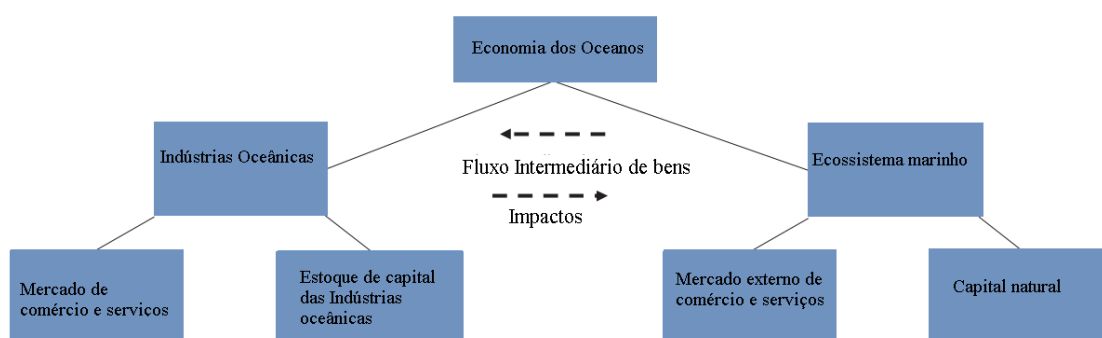 Economia dos Oceanos
Indústrias Oceânicas
Fluxo Intermediário de bens
Impactos
Ecossistema marinho
Mercado de
comércio e serviços
Estoque de capital
das Indústrias
oceânicas
Mercado externo de
comércio e serviços
Capital natural